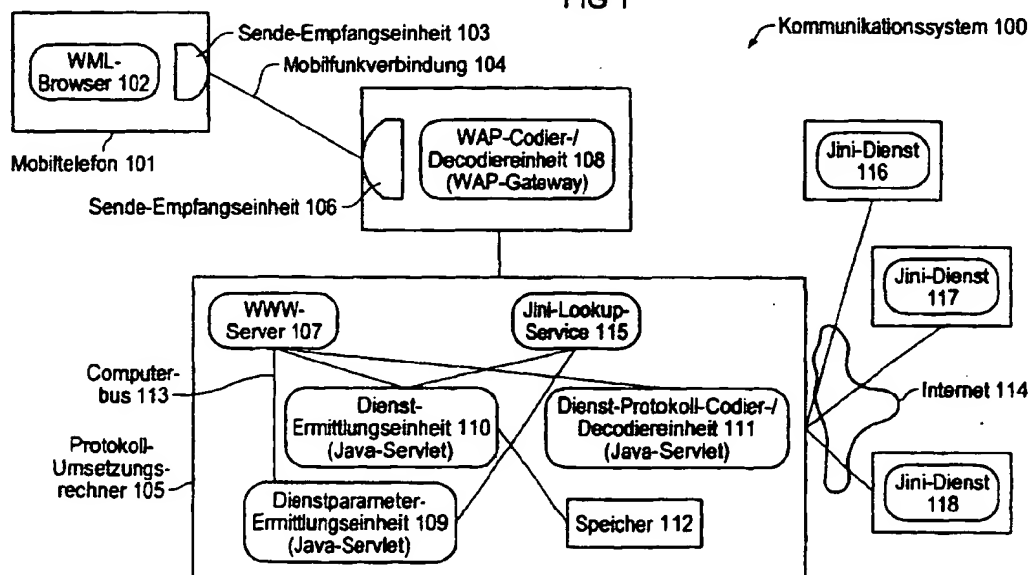 FIG 1
Kommunikationssystem 100
Sende-Empfangseinheit 103
WML-
Browser 102
Mobilfunkverbindung 104
Mobiltelefon 101
WAP-Codier-/
Decodiereinheit 108
(WAP-Gateway)
Sende-Empfangseinheit 106
Jini-Dienst
116
Jini-Dienst
117
WWW-
Server 107
Jini-Lookup-
Service 115
Computer-
bus 113
Internet 114
Dienst-
Ermittlungseinheit 110
(Java-Servlet)
Dienst-Protokoll-Codier-/
Decodiereinheit 111
(Java-Servlet)
Protokoll-
Umsetzungs-
rechner 105
Dienstparameter-
Ermittlungseinheit 109
(Java-Servlet)
Speicher 112
Jini-Dienst
118